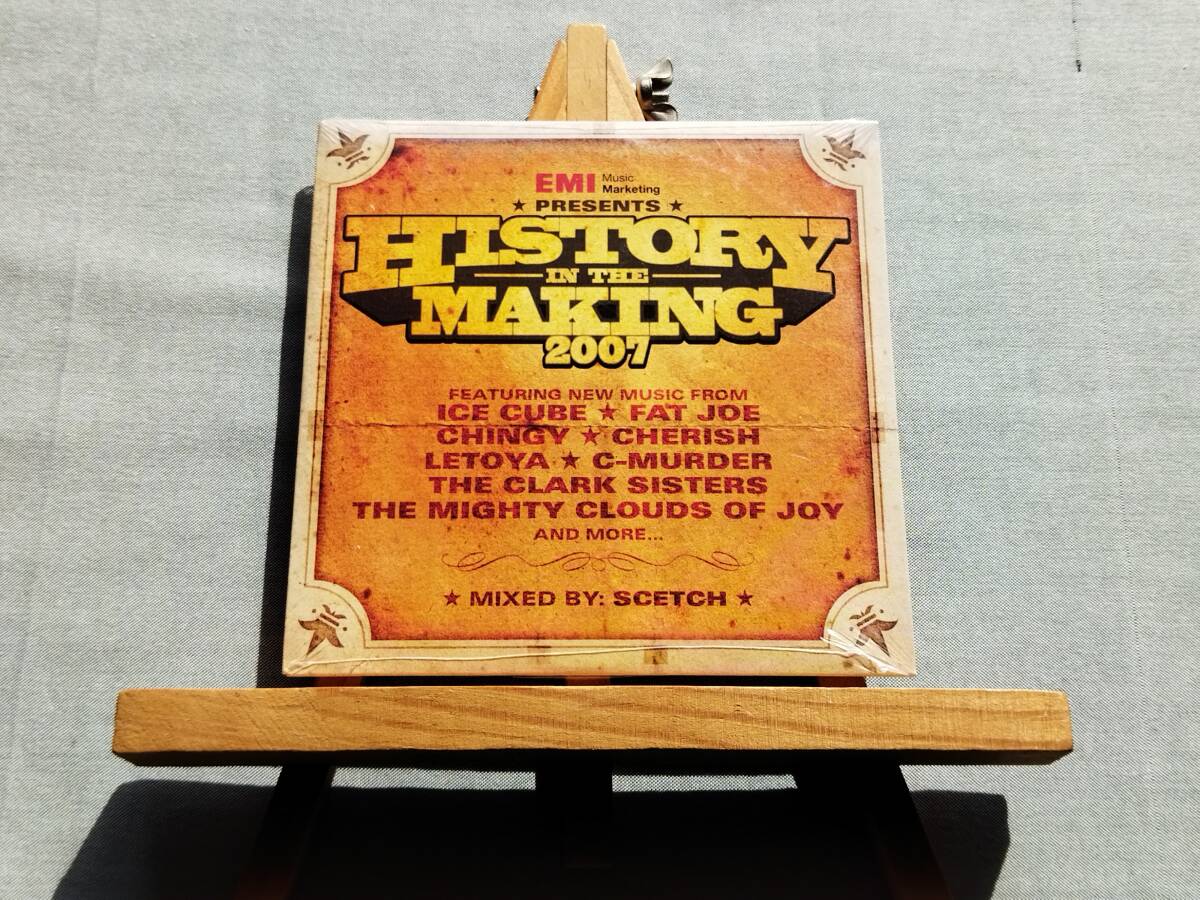 EMI Music Marketing
★ PRESENTS ★
HISTORY
IN THE
MAKING
2007
FEATURING NEW MUSIC FROM
ICE CUBE ★ FAT JOE
CHINGY ★ CHERISH
LETOYA ★ C-MURDER
THE CLARK SISTERS
THE MIGHTY CLOUDS OF JOY
AND MORE...
★ MIXED BY: SCETCH ★